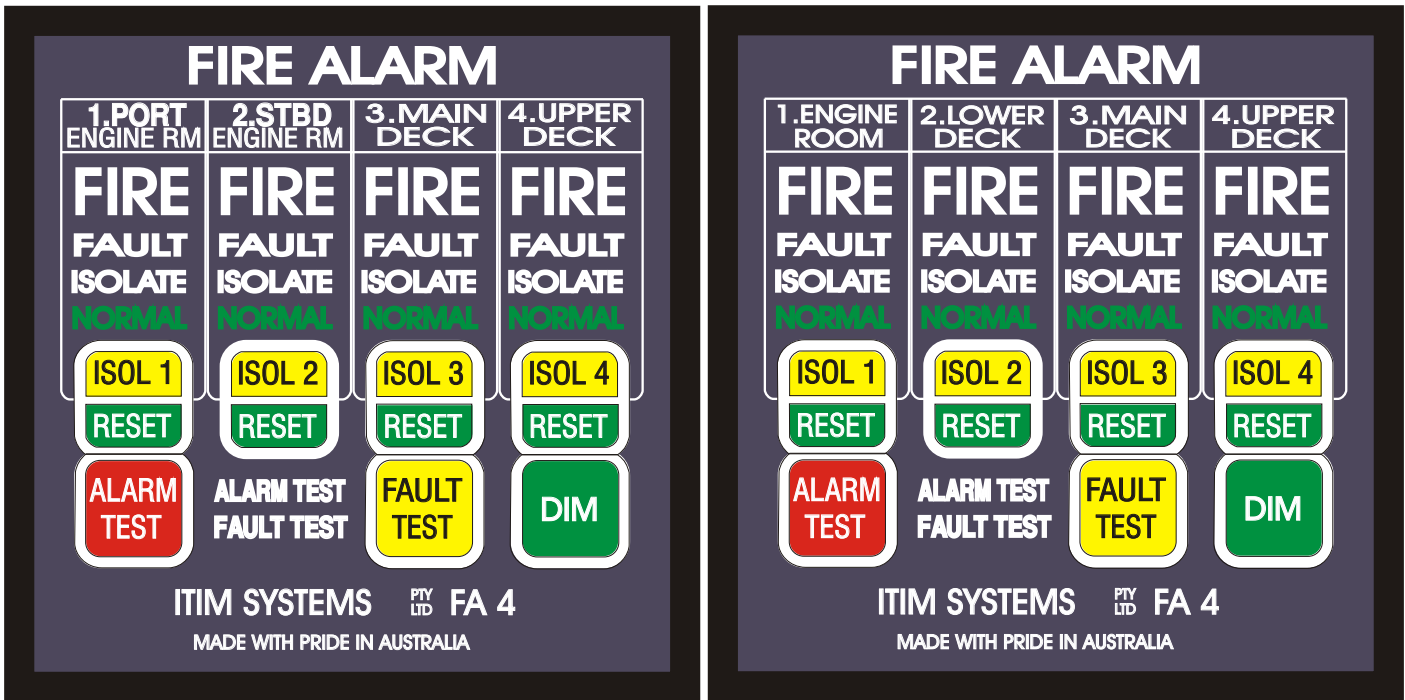 FIRE ALARM
1.PORT ENGINE RM 2.STBD ENGINE RM 3.MAIN DECK 4.UPPER DECK
FIRE FIRE FIRE FIRE
FAULT FAULT FAULT FAULT
ISOLATE ISOLATE ISOLATE ISOLATE
NORMAL NORMAL NORMAL NORMAL
ISOL 1 ISOL 2 ISOL 3 ISOL 4
RESET RESET RESET RESET
ALARM TEST
ALARM TEST
FAULT TEST
FAULT TEST
DIM
ITIM SYSTEMS PTY LTD FA 4
MADE WITH PRIDE IN AUSTRALIA
FIRE ALARM
1.ENGINE ROOM 2.LOWER DECK 3.MAIN DECK 4.UPPER DECK
FIRE FIRE FIRE FIRE
FAULT FAULT FAULT FAULT
ISOLATE ISOLATE ISOLATE ISOLATE
NORMAL NORMAL NORMAL NORMAL
ISOL 1 ISOL 2 ISOL 3 ISOL 4
RESET RESET RESET RESET
ALARM TEST
ALARM TEST
FAULT TEST
FAULT TEST
DIM
ITIM SYSTEMS PTY LTD FA 4
MADE WITH PRIDE IN AUSTRALIA